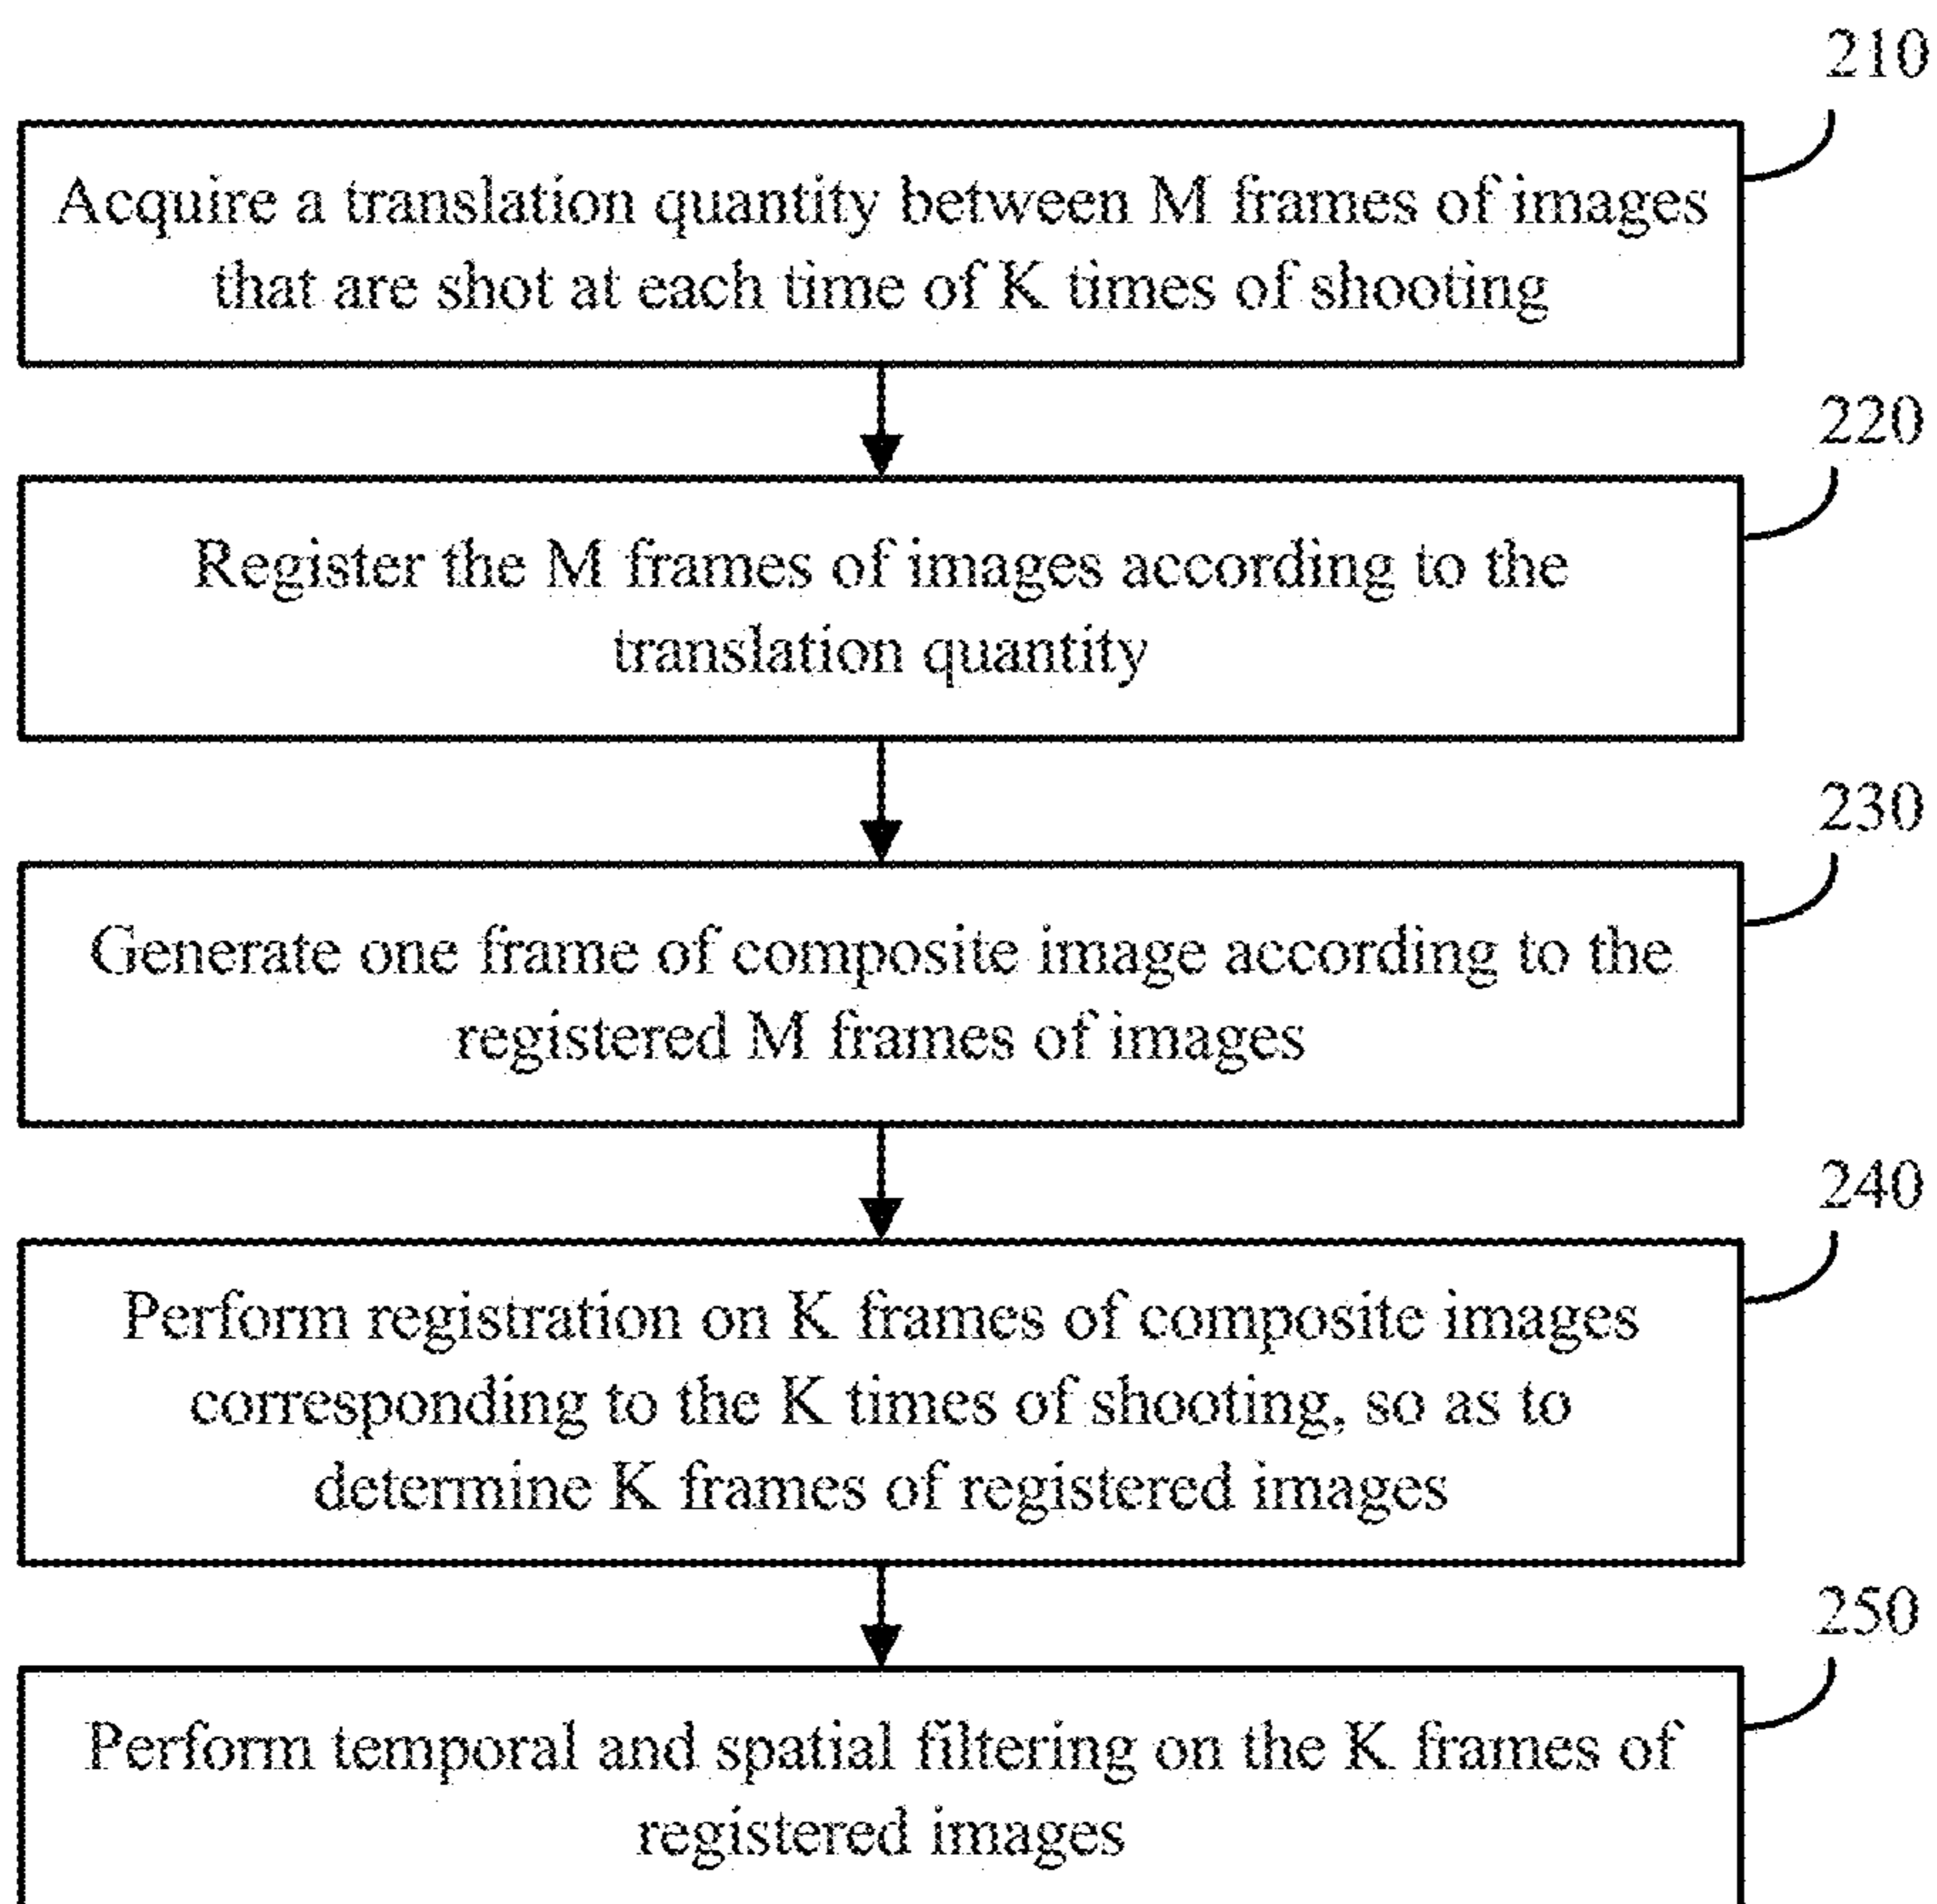 210
Acquire a translation quantity between M frames of images
that are shot at each time of K times of shooting
220
Register the M frames of images according to the
translation quantity
230
Generate one frame of composite image according to the
registered M frames of images
240
Perform registration on K frames of composite images
corresponding to the K times of shooting, so as to
determine K frames of registered images
250
Perform temporal and spatial filtering on the K frames of
registered images